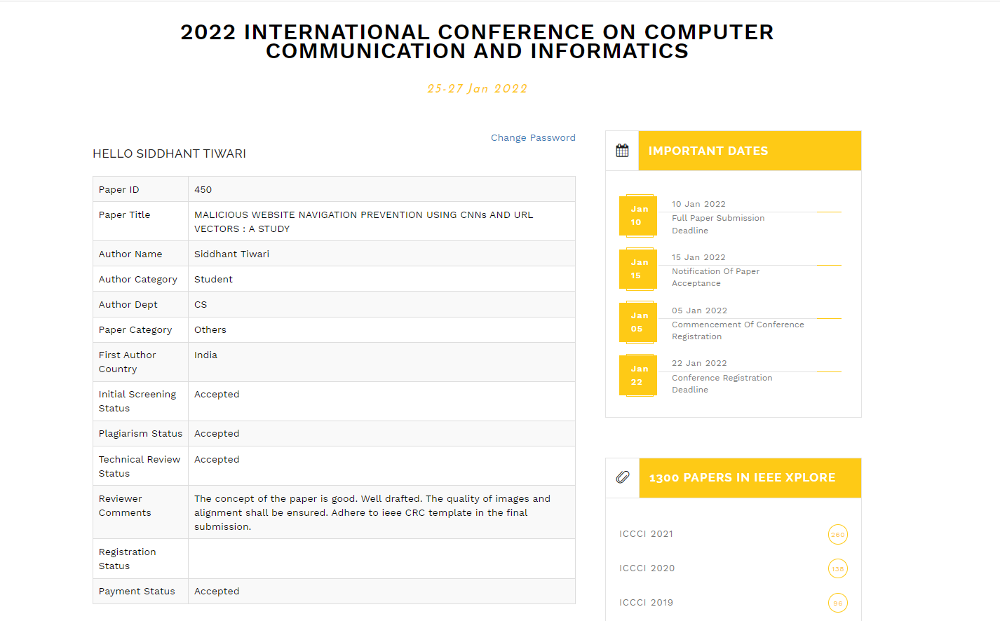 2022 INTERNATIONAL CONFERENCE ON COMPUTER
COMMUNICATION AND INFORMATICS
25-27 Jan 2022
Change Password
HELLO SIDDHANT TIWARI
Paper ID 450
Paper Title MALICIOUS WEBSITE NAVIGATION PREVENTION USING CNNs AND URL
VECTORS : A STUDY
Author Name Siddhant Tiwari
Author Category Student
Author Dept CS
Paper Category Others
First Author India
Country
Initial Screening Accepted
Status
Plagiarism Status Accepted
Technical Review Accepted
Status
Reviewer The concept of the paper is good. Well drafted. The quality of images and
Comments alignment shall be ensured. Adhere to ieee CRC template in the final
submission.
Registration
Status
Payment Status Accepted
IMPORTANT DATES
Jan 10 Jan 2022
10 Full Paper Submission
Deadline
Jan 15 Jan 2022
15 Notification Of Paper
Acceptance
Jan 05 Jan 2022
05 Commencement Of Conference
Registration
Jan 22 Jan 2022
22 Conference Registration
Deadline
1300 PAPERS IN IEEE XPLORE
ICCCI 2021 260
ICCCI 2020 138
ICCCI 2019 96